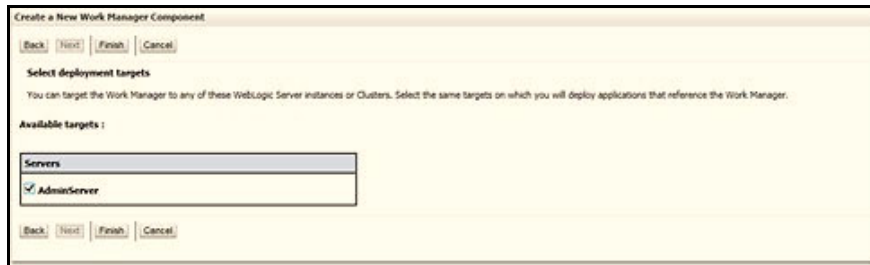 Create a New Work Manager Component
Back Next Finish Cancel
Select deployment targets
You can target the Work Manager to any of these WebLogic Server instances or Clusters. Select the same targets on which you will deploy applications that reference the Work Manager.
Available targets :
Servers
AdminServer
Back Next Finish Cancel